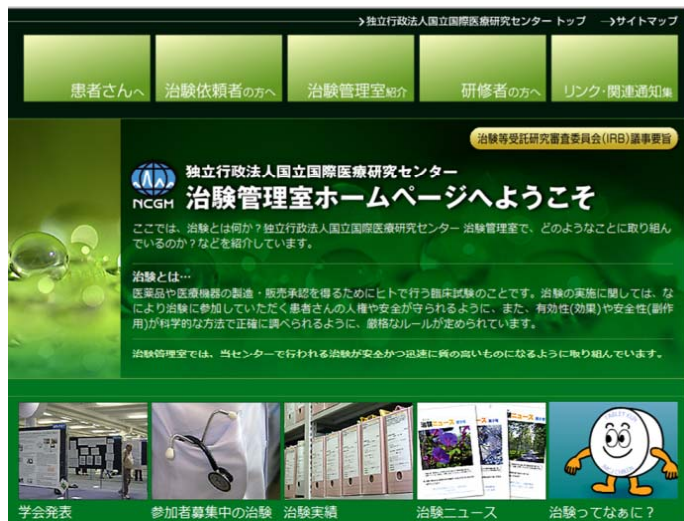 →独立行政法人国立国際医療研究センター トップ →サイトマップ
患者さんへ 治験依頼者の方へ 治験管理室紹介 研修者の方へ リンク・関連通知集
治験等受託研究審査委員会(IRB)議事要旨
独立行政法人国立国際医療研究センター
NCGM 治験管理室ホームページへようこそ
ここでは、治験とは何か？独立行政法人国立国際医療研究センター 治験管理室で、どのようなことに取り組ん
でいるのか？などを紹介しています。
治験とは…
医薬品や医療機器の製造・販売承認を得るためにヒトで行う臨床試験のことです。治験の実施に関しては、な
により治験に参加していただく患者さんの人権や安全が守られるように、また、有効性(効果)や安全性(副作
用)が科学的な方法で正確に調べられるように、厳格なルールが定められています。
治験管理室では、当センターで行われる治験が安全かつ迅速に質の高いものになるように取り組んでいます。
治験ニュース
学会発表 参加者募集中の治験 治験実績 治験ニュース 治験ってなぁに？